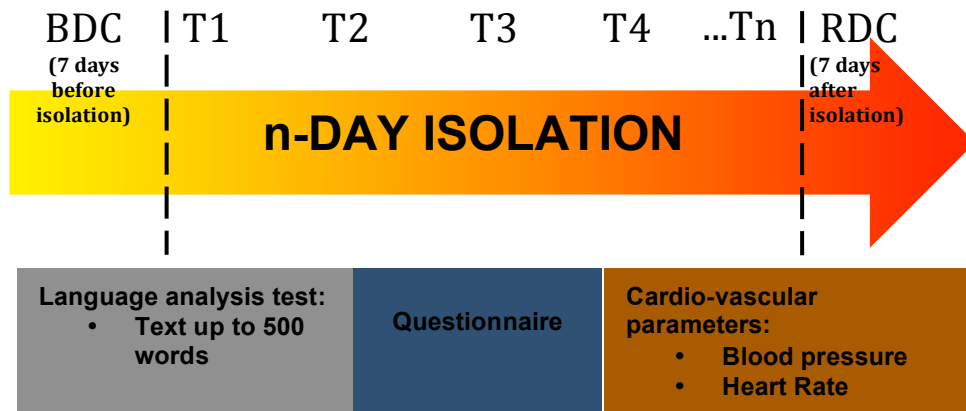 BDC T1 T2 T3 T4 ...Tn RDC
(7 days
before
isolation)
(7 days
after
isolation)
n-DAY ISOLATION
Language analysis test:
• Text up to 500
words
Questionnaire
Cardio-vascular
parameters:
• Blood pressure
• Heart Rate